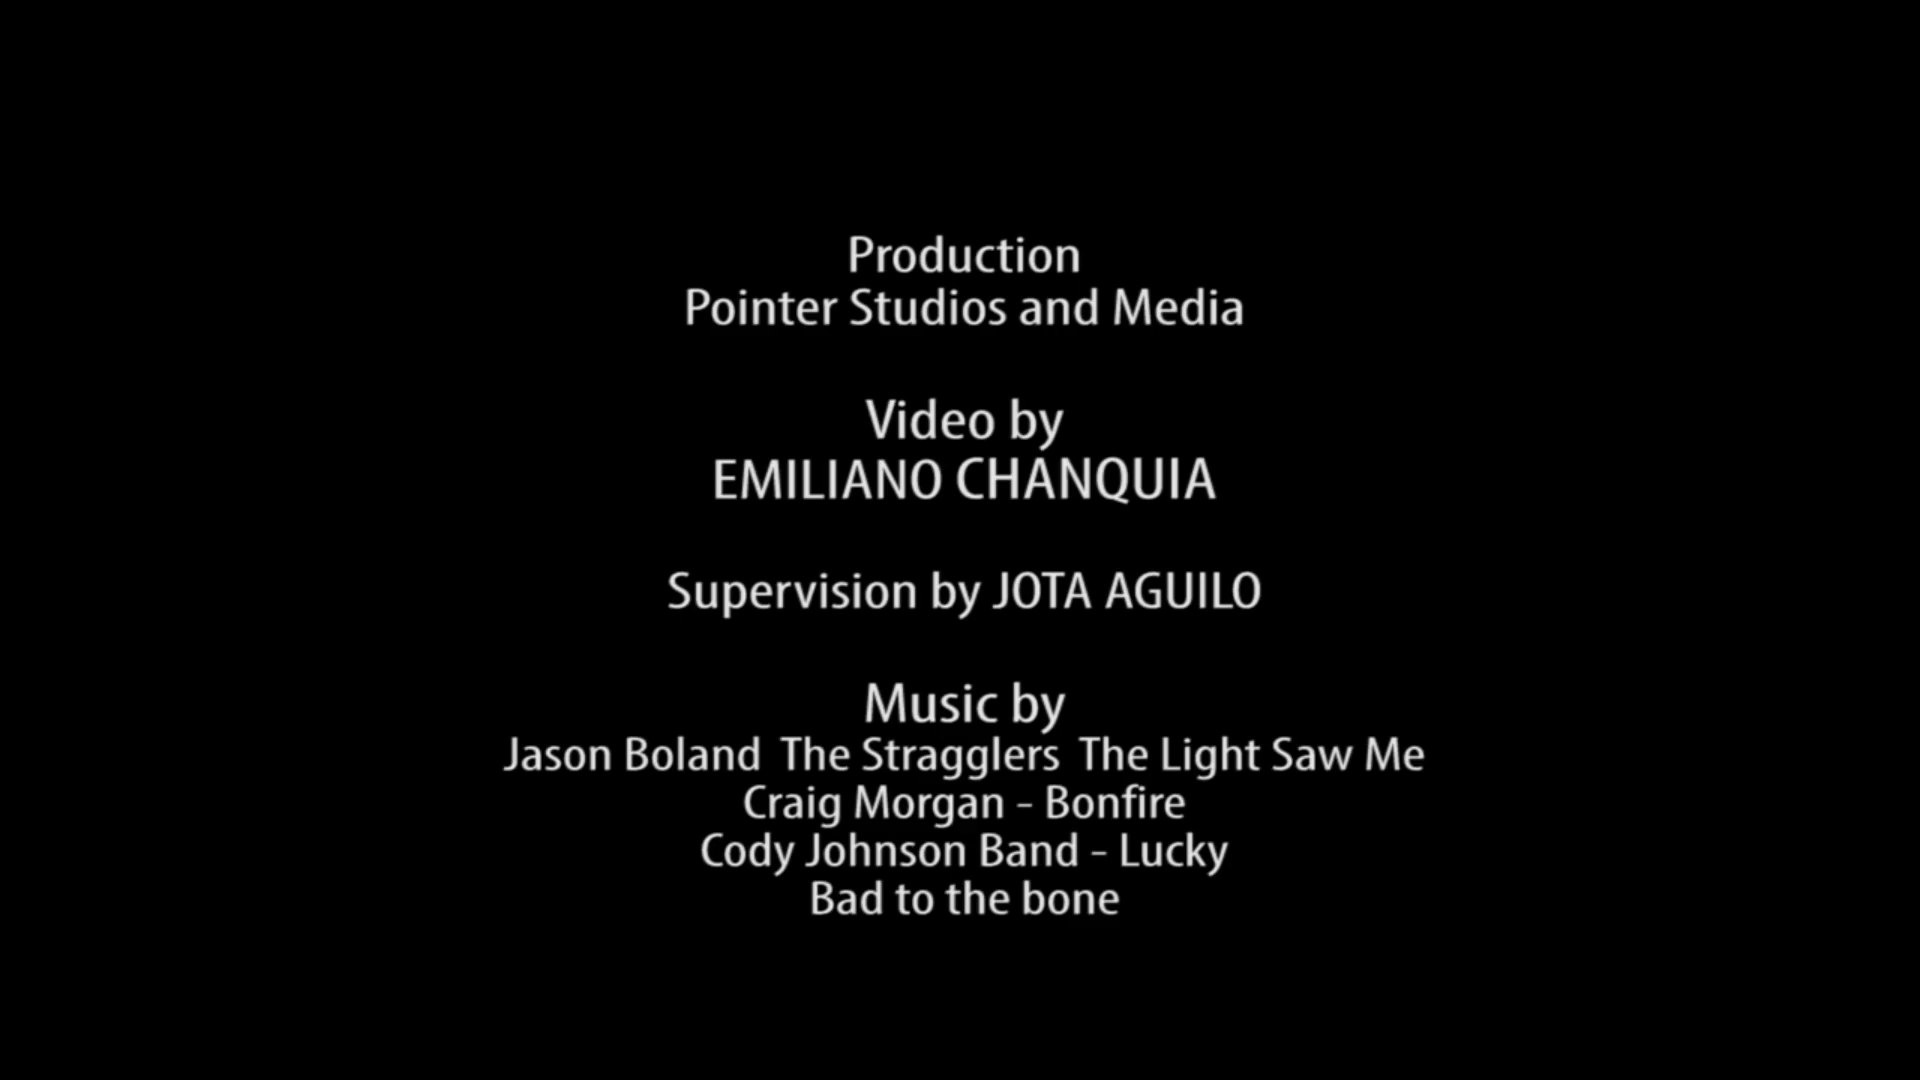 Production
Pointer Studios and Media
Video by
EMILIANO CHANQUIA
Supervision by JOTA AGUILO
Music by
Jason Boland  The Stragglers  The Light Saw Me
Craig Morgan - Bonfire
Cody Johnson Band - Lucky
Bad to the bone